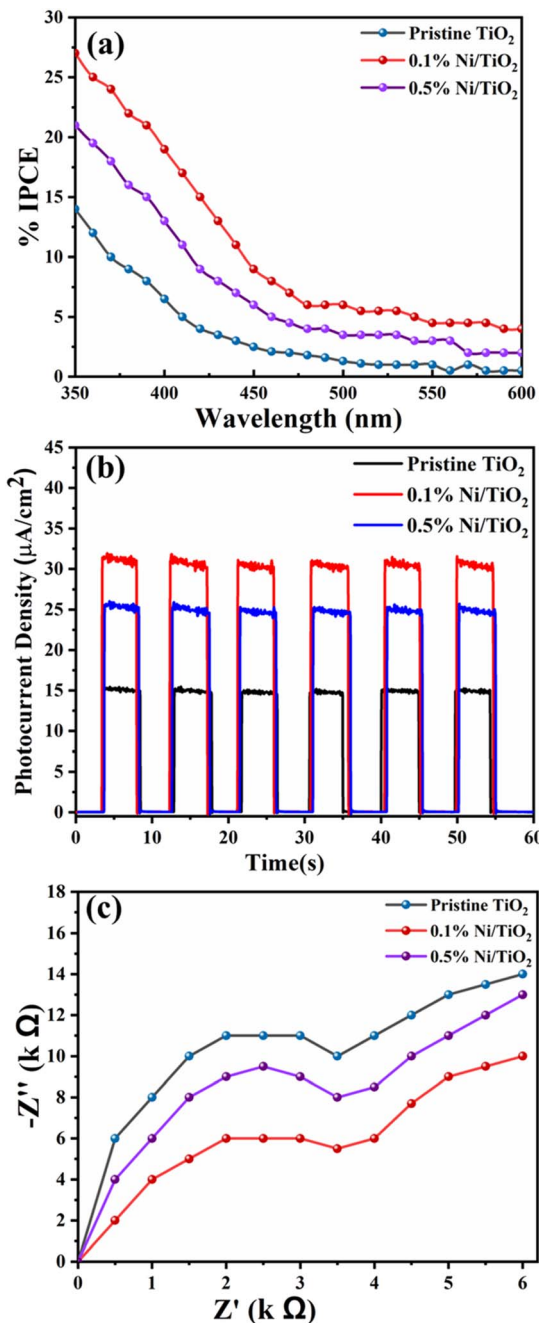 (a)
Pristine TiO₂
0.1% Ni/TiO₂
0.5% Ni/TiO₂
% IPCE
30
25
20
15
10
5
0
350 400 450 500 550 600
Wavelength (nm)
(b)
Pristine TiO₂
0.1% Ni/TiO₂
0.5% Ni/TiO₂
Photocurrent Density (μA/cm²)
45
40
35
30
25
20
15
10
5
0
0 10 20 30 40 50 60
Time(s)
(c)
Pristine TiO₂
0.1% Ni/TiO₂
0.5% Ni/TiO₂
-Z'' (k Ω)
18
16
14
12
10
8
6
4
2
0
0 1 2 3 4 5 6
Z' (k Ω)